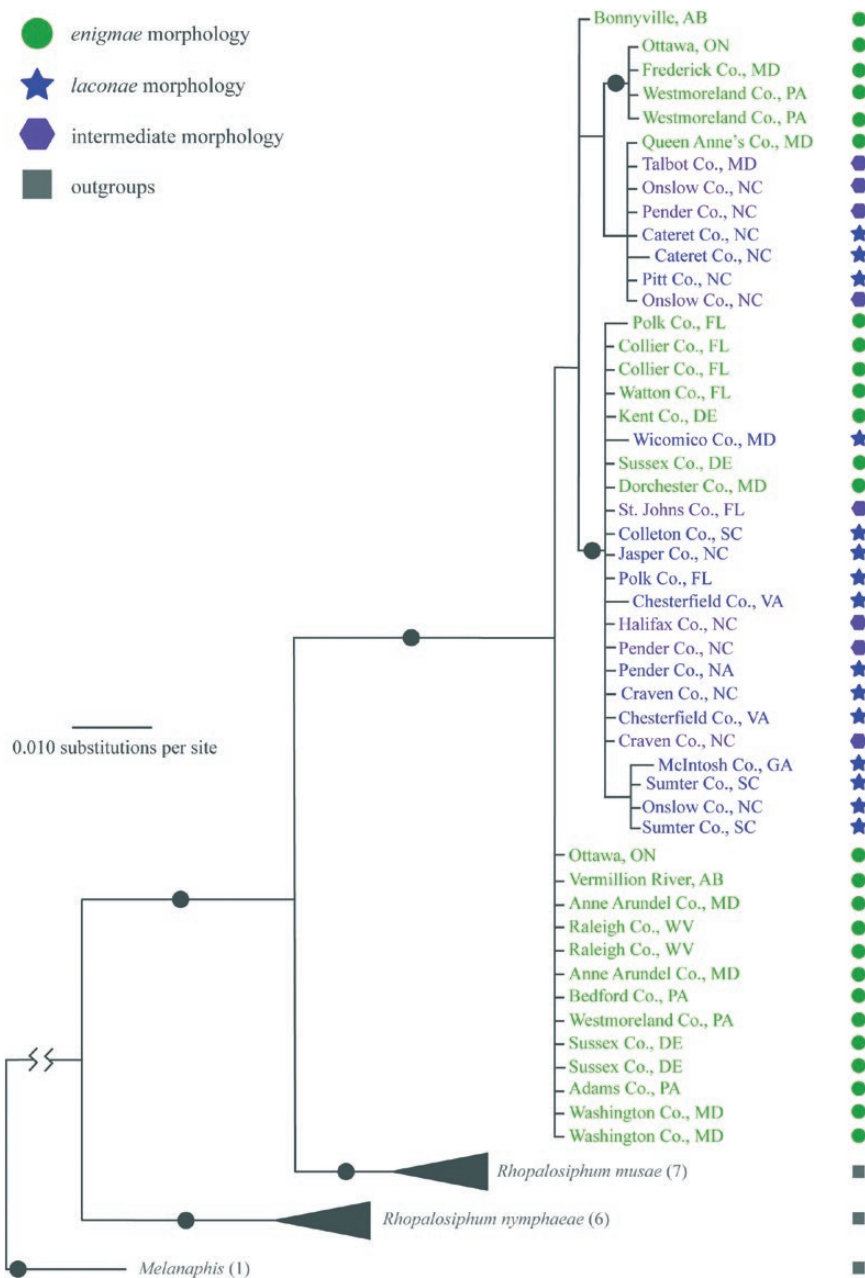 enigmae morphology
laconae morphology
intermediate morphology
outgroups
Bonnyville, AB
Ottawa, ON
Frederick Co., MD
Westmoreland Co., PA
Westmoreland Co., PA
Queen Anne's Co., MD
Talbot Co., MD
Onslow Co., NC
Pender Co., NC
Cateret Co., NC
Cateret Co., NC
Pitt Co., NC
Onslow Co., NC
Polk Co., FL
Collier Co., FL
Collier Co., FL
Watton Co., FL
Kent Co., DE
Wicomico Co., MD
Sussex Co., DE
Dorchester Co., MD
St. Johns Co., FL
Colleton Co., SC
Jasper Co., NC
Polk Co., FL
Chesterfield Co., VA
Halifax Co., NC
Pender Co., NC
Pender Co., NA
Craven Co., NC
Chesterfield Co., VA
Craven Co., NC
McIntosh Co., GA
Sumter Co., SC
Onslow Co., NC
Sumter Co., SC
0.010 substitutions per site
Ottawa, ON
Vermillion River, AB
Anne Arundel Co., MD
Raleigh Co., WV
Raleigh Co., WV
Anne Arundel Co., MD
Bedford Co., PA
Westmoreland Co., PA
Sussex Co., DE
Sussex Co., DE
Adams Co., PA
Washington Co., MD
Washington Co., MD
Rhopalosiphum musae (7)
Rhopalosiphum nymphaeae (6)
Melanaphis (1)